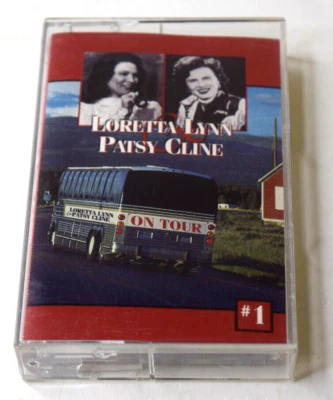 LORETTA LYNN
&
PATSY CLINE
LORETTA LYNN
& PATSY CLINE
ON TOUR
#1